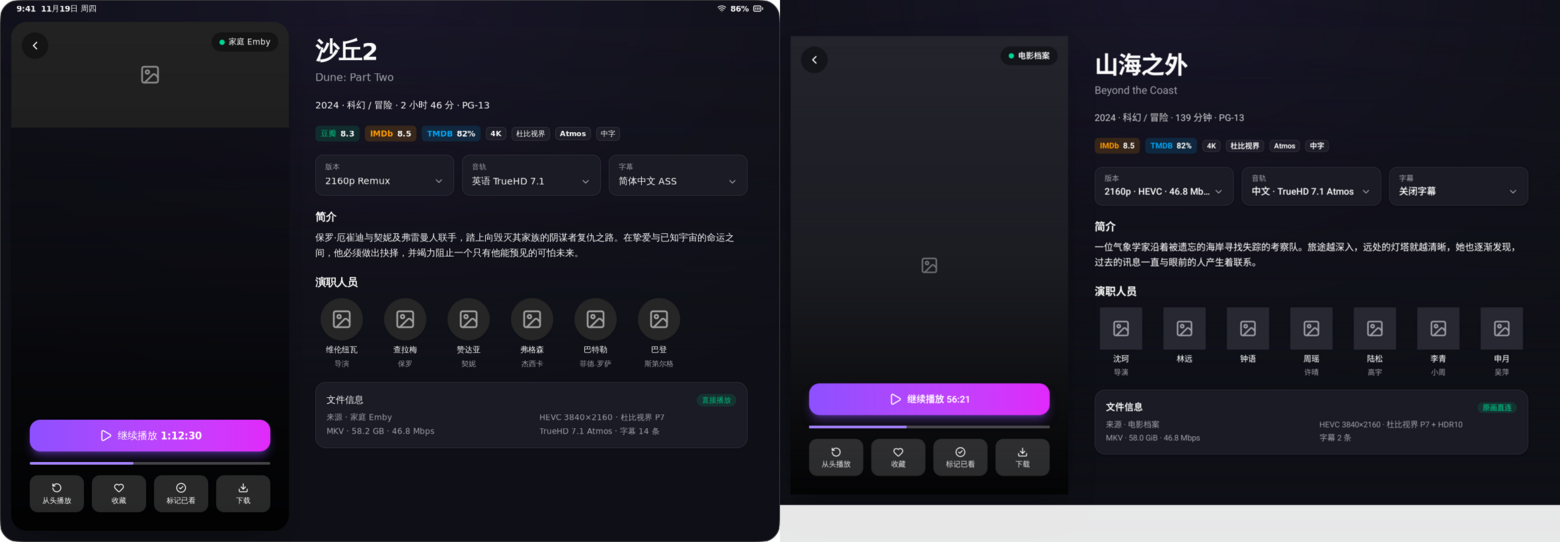 9:41 11月19日 周四
86%
家庭 Emby
沙丘2
Dune: Part Two
2024 · 科幻 / 冒险 · 2 小时 46 分 · PG-13
豆瓣 8.3 IMDb 8.5 TMDB 82% 4K 杜比视界 Atmos 中字
版本 音轨 字幕
2160p Remux 英语 TrueHD 7.1 简体中文 ASS
简介
保罗·厄崔迪与契妮及弗雷曼人联手，踏上向毁灭其家族的阴谋者复仇之路。在挚爱与已知宇宙的命运之
间，他必须做出抉择，并竭力阻止一个只有他能预见的可怕未来。
演职人员
维伦纽瓦 查拉梅 赞达亚 弗格森 巴特勒 巴登
导演 保罗 契妮 杰西卡 菲德·罗萨 斯第尔格
文件信息 直接播放
来源 · 家庭 Emby HEVC 3840×2160 · 杜比视界 P7
MKV · 58.2 GB · 46.8 Mbps TrueHD 7.1 Atmos · 字幕 14 条
继续播放 1:12:30
从头播放 收藏 标记已看 下载
电影档案
山海之外
Beyond the Coast
2024 · 科幻 / 冒险 · 139 分钟 · PG-13
IMDb 8.5 TMDB 82% 4K 杜比视界 Atmos 中字
版本 音轨 字幕
2160p · HEVC · 46.8 Mb... 中文 · TrueHD 7.1 Atmos 关闭字幕
简介
一位气象学家沿着被遗忘的海岸寻找失踪的考察队。旅途越深入，远处的灯塔就越清晰，她也逐渐发现，
过去的讯息一直与眼前的人产生着联系。
演职人员
沈珂 林远 钟语 周瑶 陆松 李青 申月
导演 许晴 高宇 小周 吴萍
文件信息 原画直连
来源 · 电影档案 HEVC 3840×2160 · 杜比视界 P7 + HDR10
MKV · 58.0 GiB · 46.8 Mbps 字幕 2 条
继续播放 56:21
从头播放 收藏 标记已看 下载